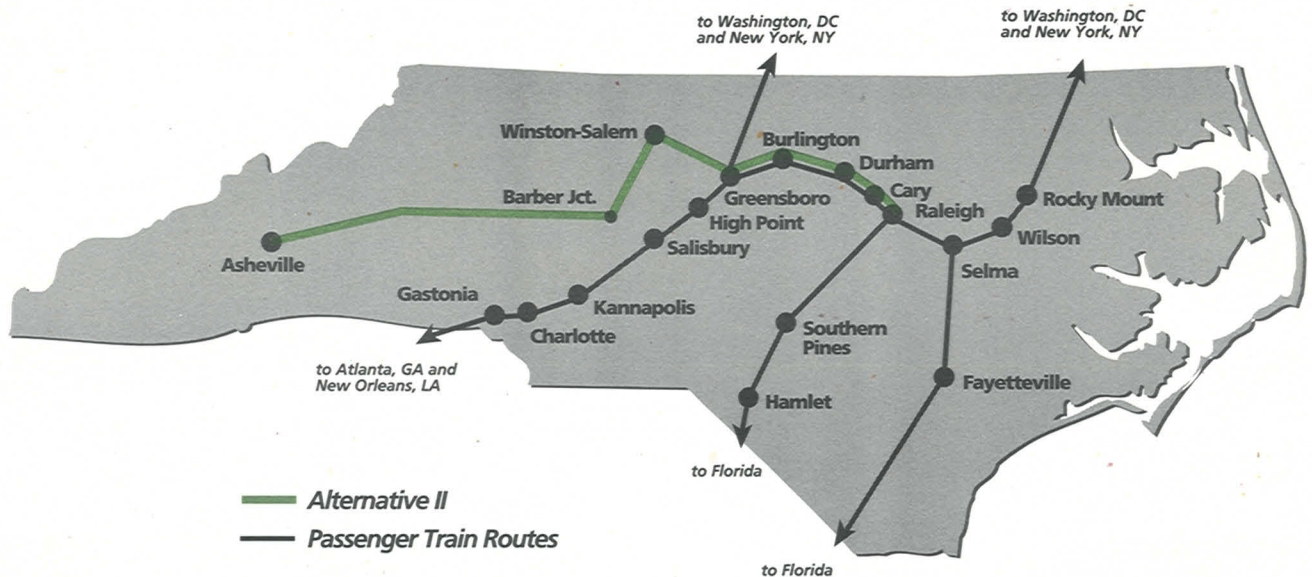 to Washington, DC
and New York, NY
to Washington, DC
and New York, NY
Winston-Salem
Burlington
Durham
Barber Jct.
Cary
Greensboro
Raleigh
Rocky Mount
High Point
Wilson
Salisbury
Asheville
Selma
Gastonia
Kannapolis
Charlotte
Southern
Pines
to Atlanta, GA and
New Orleans, LA
Fayetteville
Hamlet
to Florida
Alternative II
Passenger Train Routes
to Florida